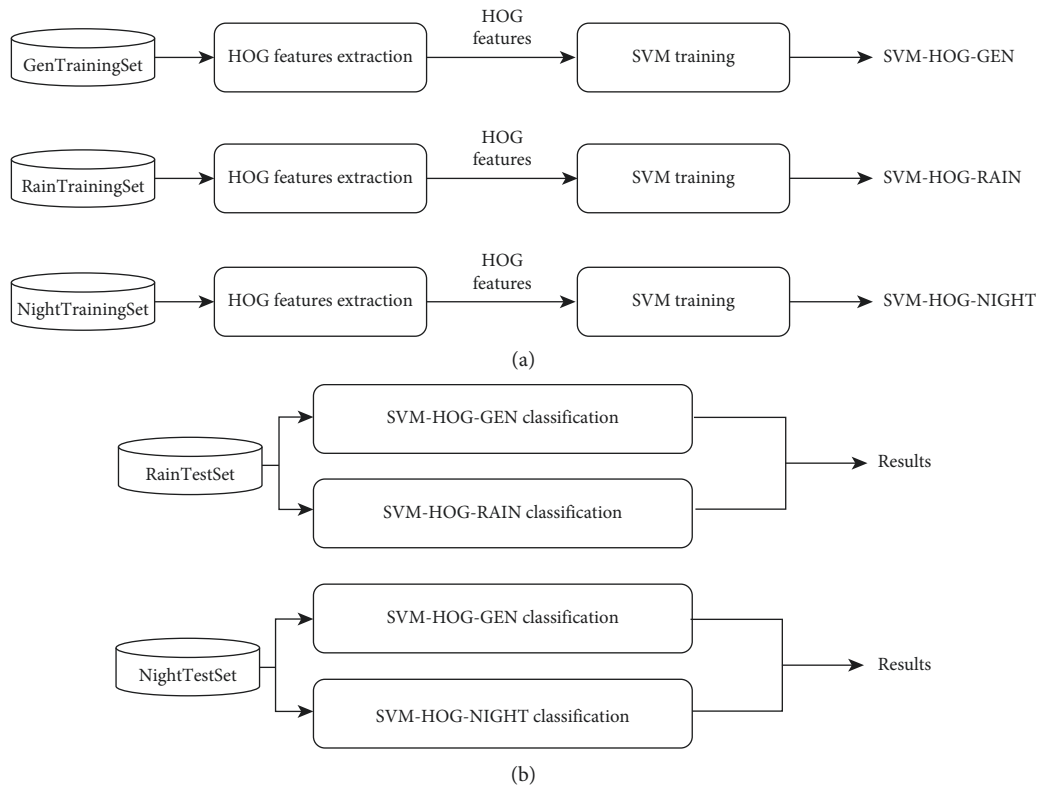 GenTrainingSet
HOG features extraction
HOG
features
SVM training
SVM-HOG-GEN
RainTrainingSet
HOG features extraction
HOG
features
SVM training
SVM-HOG-RAIN
NightTrainingSet
HOG features extraction
HOG
features
SVM training
SVM-HOG-NIGHT
(a)
RainTestSet
SVM-HOG-GEN classification
SVM-HOG-RAIN classification
Results
NightTestSet
SVM-HOG-GEN classification
SVM-HOG-NIGHT classification
Results
(b)